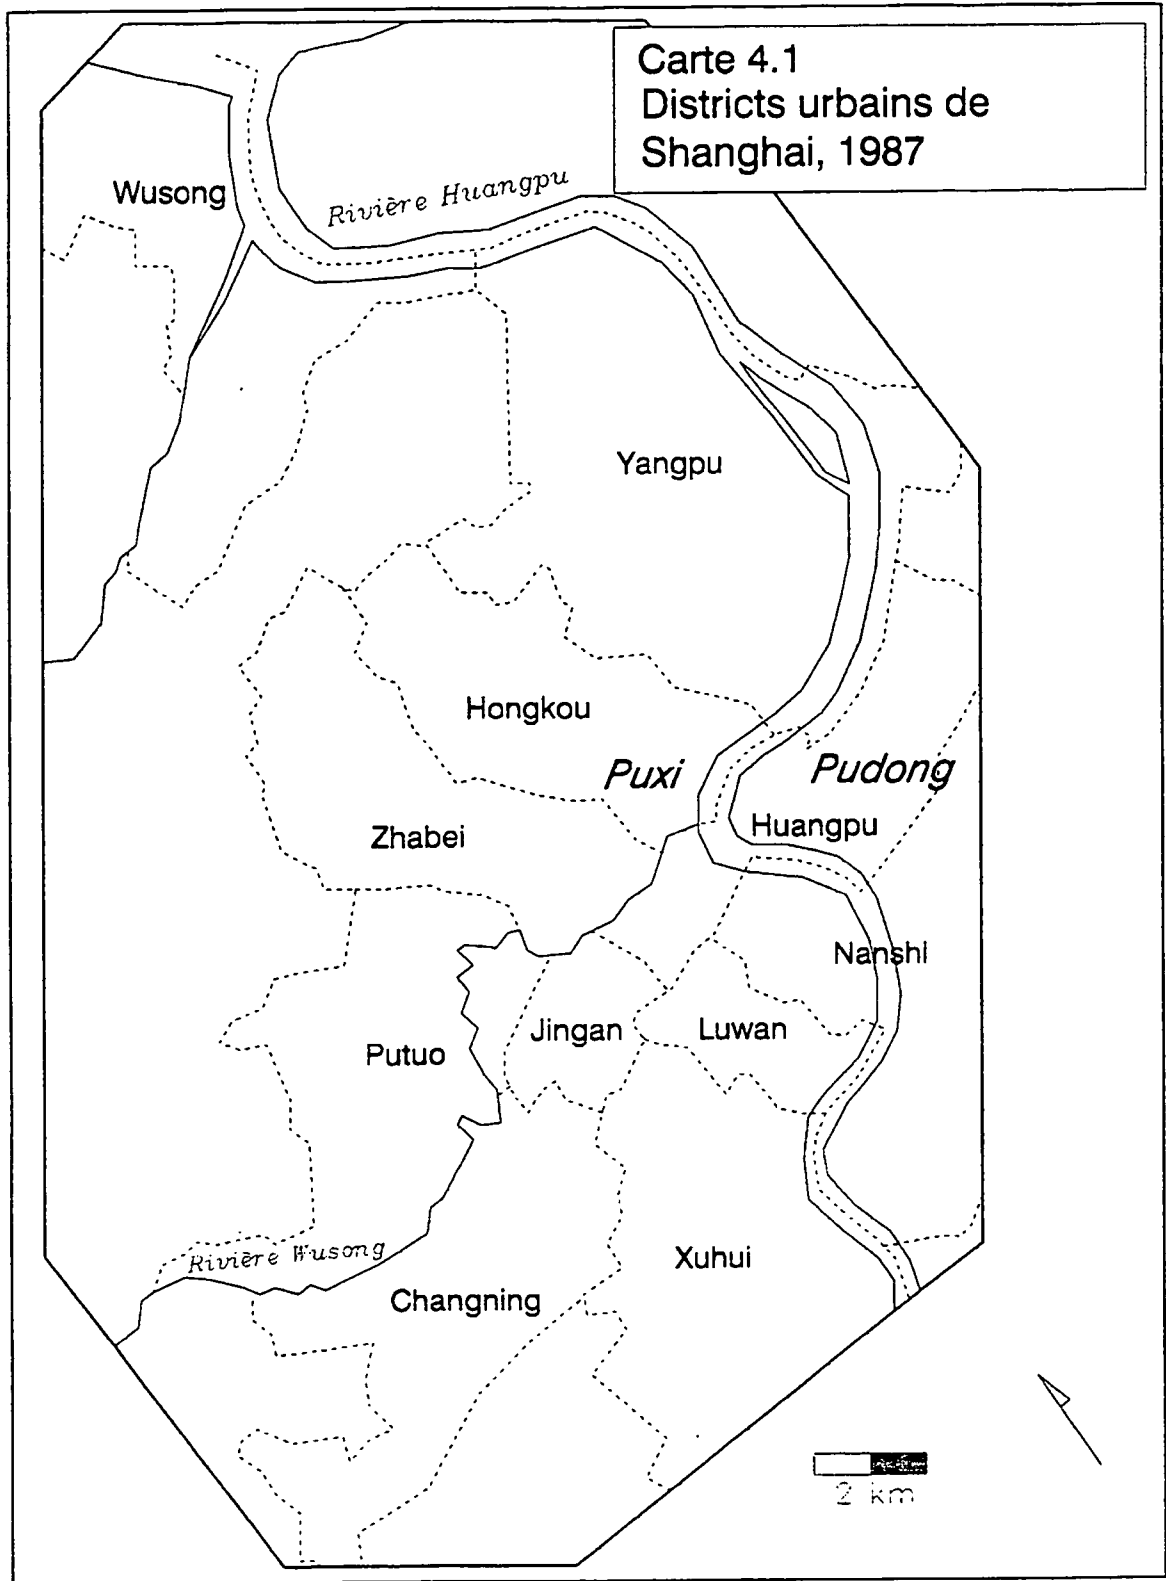 Carte 4.1
Districts urbains de
Shanghai, 1987
Wusong
Rivière Huangpu
Yangpu
Hongkou
Puxi
Pudong
Huangpu
Zhabei
Nanshi
Jingan
Luwan
Putuo
Rivière Wusong
Xuhui
Changning
2 km